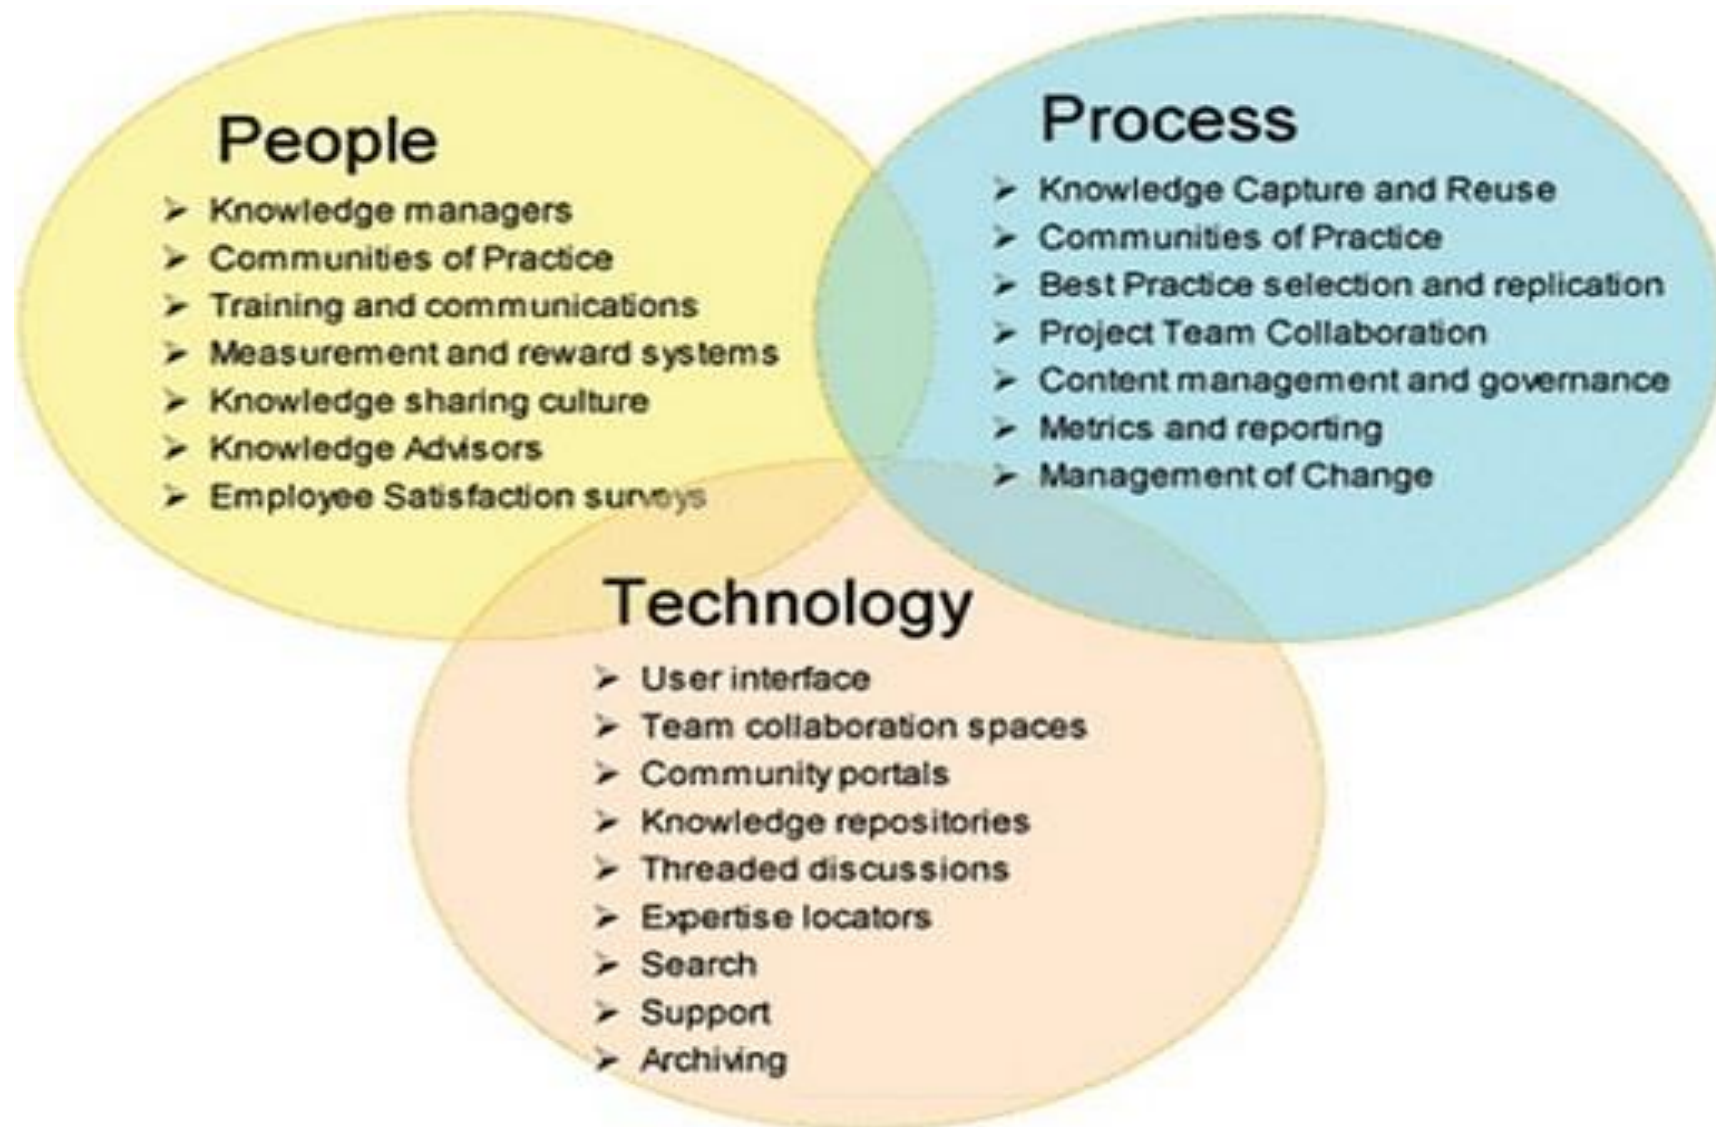 People
➢ Knowledge managers
➢ Communities of Practice
➢ Training and communications
➢ Measurement and reward systems
➢ Knowledge sharing culture
➢ Knowledge Advisors
➢ Employee Satisfaction surveys
Process
➢ Knowledge Capture and Reuse
➢ Communities of Practice
➢ Best Practice selection and replication
➢ Project Team Collaboration
➢ Content management and governance
➢ Metrics and reporting
➢ Management of Change
Technology
➢ User interface
➢ Team collaboration spaces
➢ Community portals
➢ Knowledge repositories
➢ Threaded discussions
➢ Expertise locators
➢ Search
➢ Support
➢ Archiving